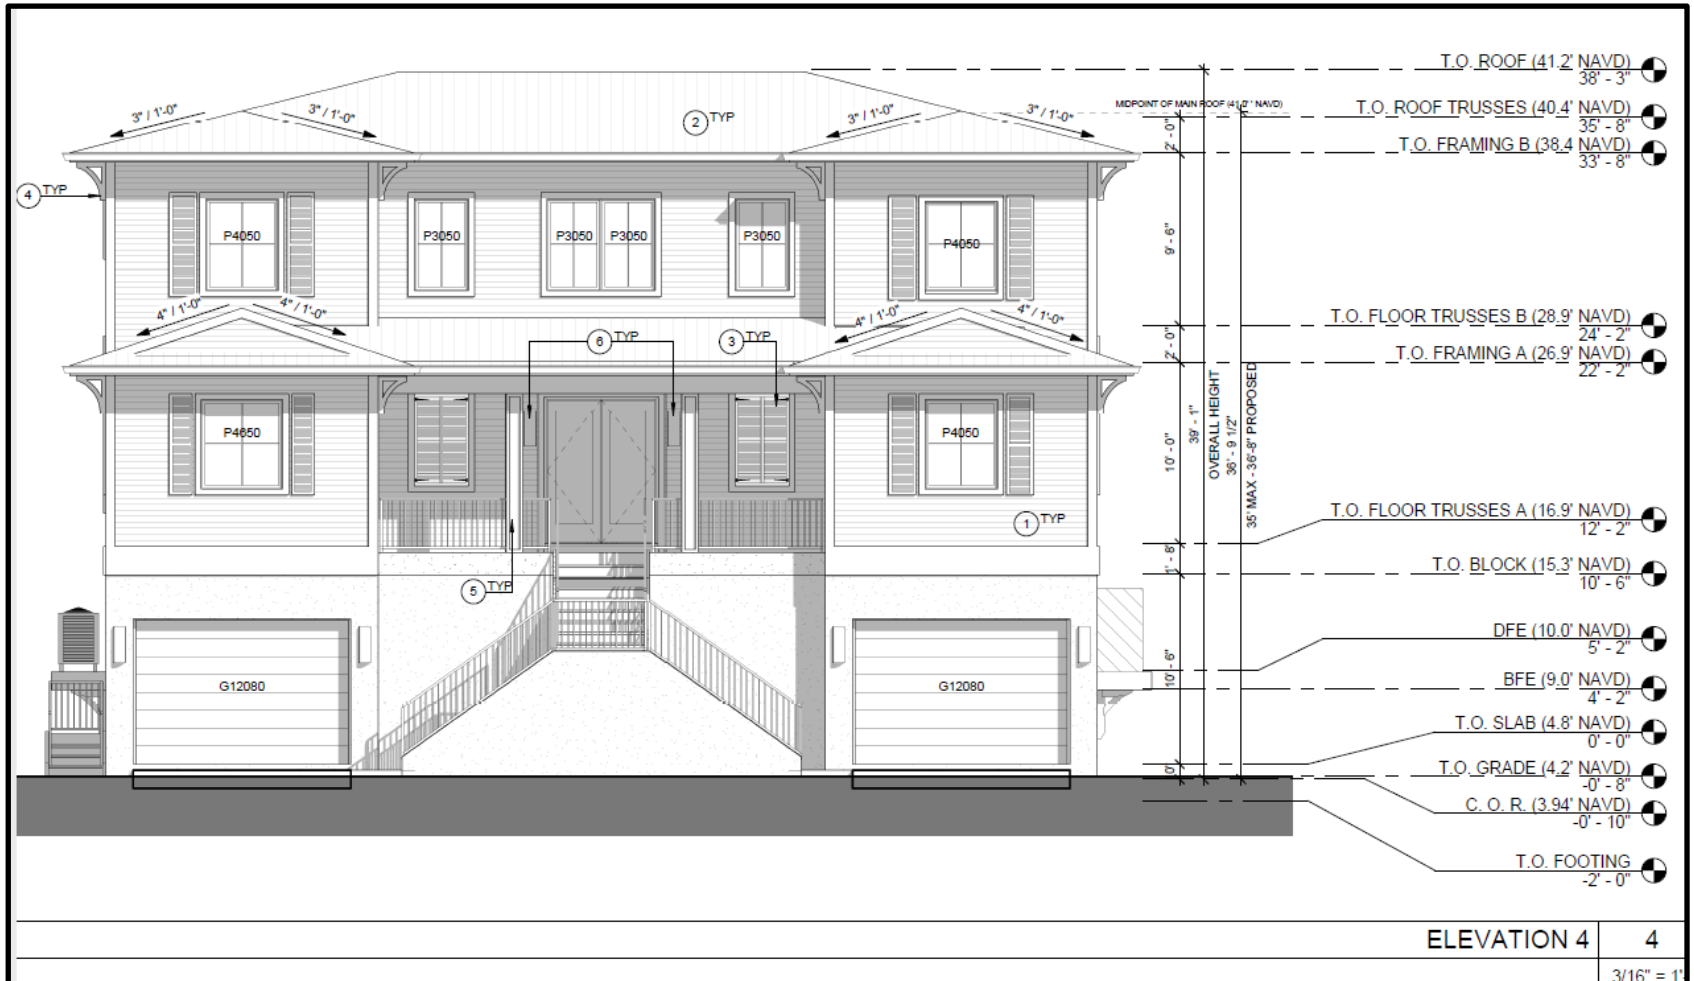 T.O. ROOF (41.2' NAVD)
38' - 3"
MIDPOINT OF MAIN ROOF (41.0' NAVD)
T.O. ROOF TRUSSES (40.4' NAVD)
35' - 8"
T.O. FRAMING B (38.4 NAVD)
33' - 8"
3" / 1'-0"
3" / 1'-0"
2 TYP
3" / 1'-0"
3" / 1'-0"
2' - 0"
4 TYP
P4050
P3050
P3050
P3050
P3050
P4050
9' - 6"
4" / 1'-0"
4" / 1'-0"
4" / 1'-0"
4" / 1'-0"
T.O. FLOOR TRUSSES B (28.9' NAVD)
24' - 2"
6 TYP
3 TYP
2' - 0"
T.O. FRAMING A (26.9' NAVD)
22' - 2"
P4650
P4050
10' - 0"
39' - 1"
OVERALL HEIGHT
36' - 9 1/2"
35' MAX - 36'-8" PROPOSED
1 TYP
T.O. FLOOR TRUSSES A (16.9' NAVD)
12' - 2"
1' - 8"
T.O. BLOCK (15.3' NAVD)
10' - 6"
5 TYP
DFE (10.0' NAVD)
5' - 2"
10' - 6"
G12080
G12080
BFE (9.0' NAVD)
4' - 2"
T.O. SLAB (4.8' NAVD)
0' - 0"
T.O. GRADE (4.2' NAVD)
-0' - 8"
C. O. R. (3.94' NAVD)
-0' - 10"
T.O. FOOTING
-2' - 0"
ELEVATION 4
4
3/16" = 1'-